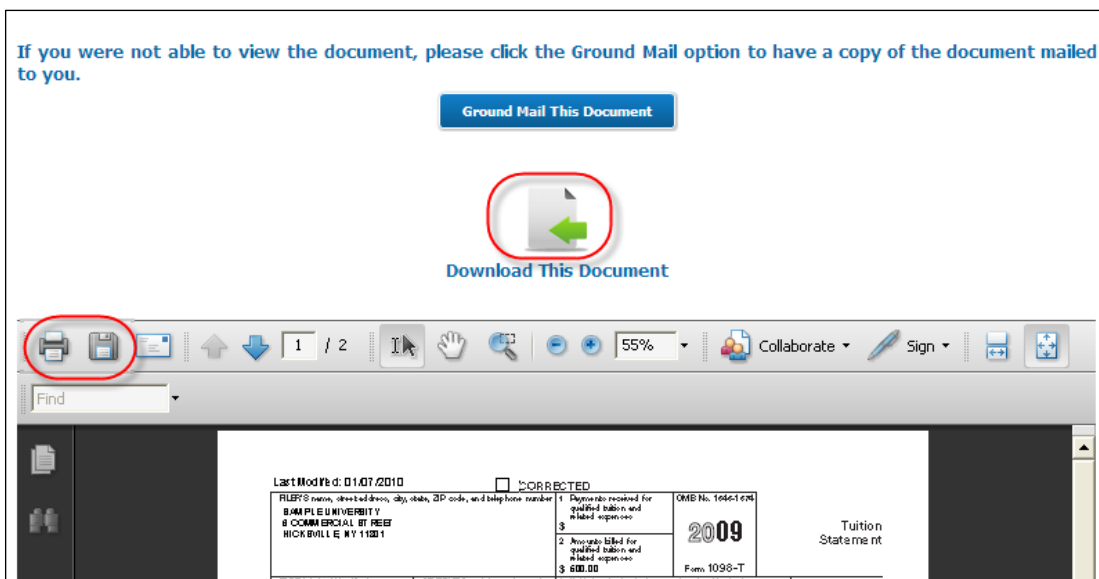 If you were not able to view the document, please click the Ground Mail option to have a copy of the document mailed
to you.
Ground Mail This Document
Download This Document
1 / 2 55% Collaborate Sign
Find
Last Modified: 01/07/2010 CORRECTED
FILER'S name, street address, city, state, ZIP code, and telephone number
SAMPLE UNIVERSITY
6 COMMERCIAL STREET
HICKSVILLE, NY 11801
1 Payments received for
qualified tuition and
related expenses
$
2 Amounts billed for
qualified tuition and
related expenses
$ 600.00
OMB No. 1545-1574
2009
Form 1098-T
Tuition
Statement